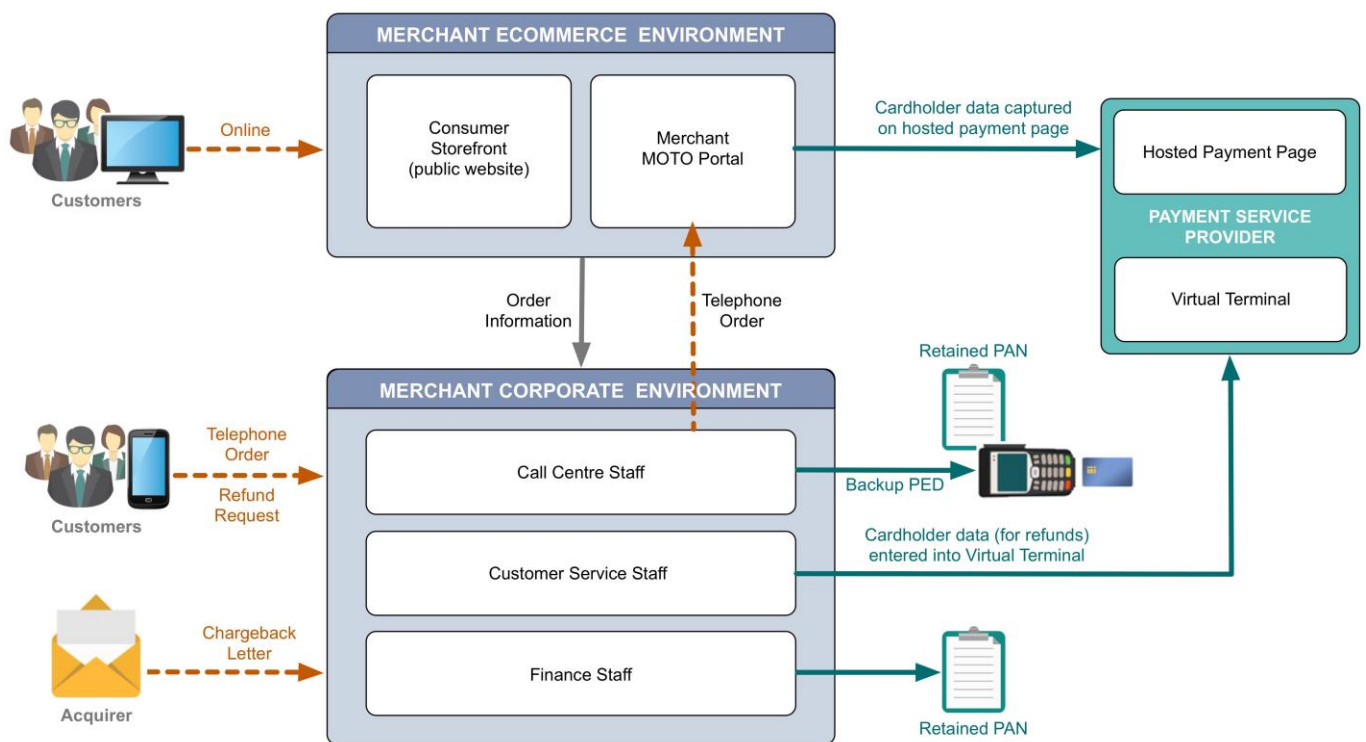 MERCHANT ECOMMERCE ENVIRONMENT
Online
Customers
Consumer
Storefront
(public website)
Merchant
MOTO Portal
Cardholder data captured
on hosted payment page
Hosted Payment Page
PAYMENT SERVICE
PROVIDER
Virtual Terminal
Order
Information
Telephone
Order
MERCHANT CORPORATE ENVIRONMENT
Telephone
Order
Refund
Request
Customers
Call Centre Staff
Retained PAN
Backup PED
Customer Service Staff
Cardholder data (for refunds)
entered into Virtual Terminal
Chargeback
Letter
Acquirer
Finance Staff
Retained PAN